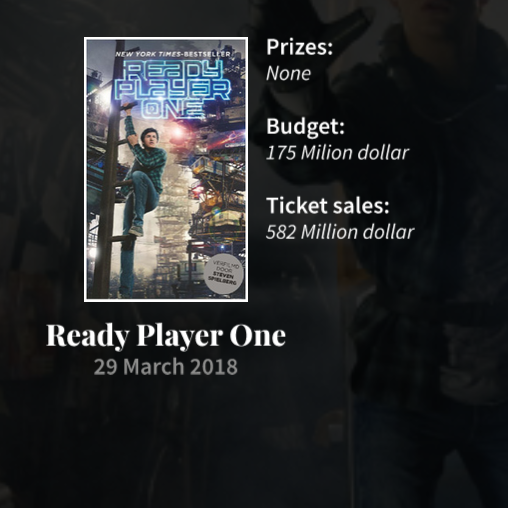 NEW YORK TIMES-BESTSELLER
READY
PLAYER
ONE
VERFILMD
DOOR
STEVEN
SPIELBERG
Prizes:
None
Budget:
175 Milion dollar
Ticket sales:
582 Million dollar
Ready Player One
29 March 2018